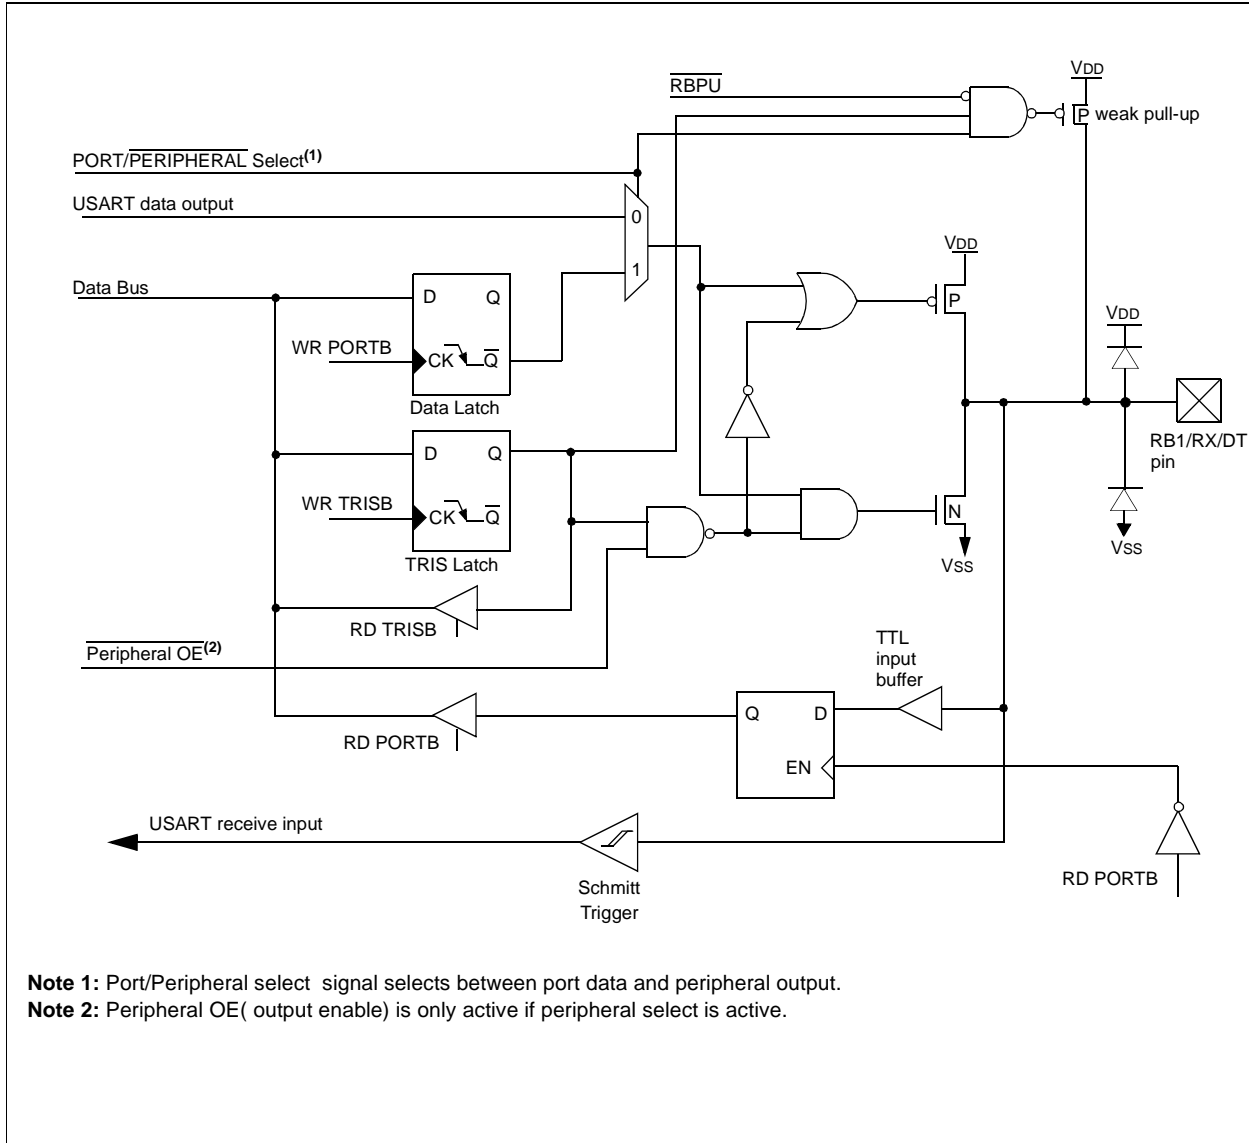 VDD
RBPU
P weak pull-up
PORT/PERIPHERAL Select(1)
USART data output
0
VDD
Data Bus
1
D Q
P
VDD
WR PORTB
CK Q
Data Latch
RB1/RX/DT
pin
D Q
WR TRISB
CK Q
N
TRIS Latch
VSS
VSS
RD TRISB
Peripheral OE(2)
TTL
input
buffer
Q D
RD PORTB
EN
USART receive input
Schmitt
Trigger
RD PORTB
Note 1: Port/Peripheral select signal selects between port data and peripheral output.
Note 2: Peripheral OE( output enable) is only active if peripheral select is active.